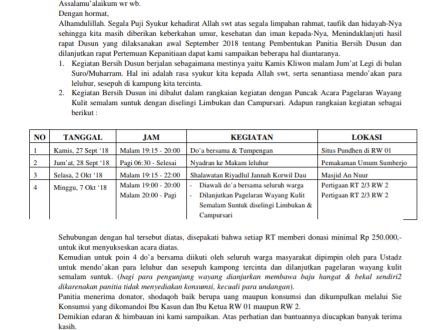 Assalamu'alaikum wr wb.
Dengan hormat,
Alhamdulillah. Segala Puji Syukur kehadirat Allah swt atas segala limpahan rahmat, taufik dan hidayah-Nya
sehingga kita masih diberikan keberkahan umur, kesehatan dan iman kepada-Nya, Menindaklanjuti hasil
rapat Dusun yang dilaksanakan awal September 2018 tentang Pembentukan Panitia Bersih Dusun dan
dilanjutkan rapat Pertemuan Kepanitiaan dapat kami sampaikan beberapa hal diantaranya.
1. Kegiatan Bersih Dusun berjalan sebagaimana mestinya yaitu Kamis Kliwon malam Jum'at Legi di bulan
Suro/Muharram. Hal ini adalah rasa syukur kita kepada Allah swt, serta senantiasa mendo'akan para
leluhur, sesepuh di kampung kita tercinta.
2. Kegiatan Bersih Dusun ini dibalut dalam rangkaian kegiatan dengan Puncak Acara Pagelaran Wayang
Kulit semalam suntuk dengan diselingi Limbukan dan Campursari. Adapun rangkaian kegiatan sebagai
berikut :
NO TANGGAL JAM KEGIATAN LOKASI
1 Kamis, 27 Sept '18 Malam 19:15 - 20:00 Do'a bersama & Tumpengan Situs Pundhen di RW 01
2 Jum'at, 28 Sept '18 Pagi 06:30 - Selesai Nyadran ke Makam leluhur Pemakaman Umum Sumberjo
3 Selasa, 2 Okt '18 Malam 19:15 - 22:00 Shalawatan Riyadlul Jannah Korwil Dau Masjid An Nuur
4 Minggu, 7 Okt '18 Malam 19:00 - 20:00 - Diawali do'a bersama seluruh warga Pertigaan RT 2/3 RW 2
Malam 20:00 - Pagi - Dilanjutkan Pagelaran Wayang Kulit Pertigaan RT 2/3 RW 2
Semalam Suntuk diselingi Limbukan &
Campursari
Sehubungan dengan hal tersebut diatas, disepakati bahwa setiap RT memberi donasi minimal Rp 250.000,-
untuk ikut menyukseskan acara diatas.
Kemudian untuk poin 4 do'a bersama diikuti oleh seluruh warga masyarakat dipimpin oleh para Ustadz
untuk mendo'akan para leluhur dan sesepuh kampong tercinta dan dilanjutkan pagelaran wayang kulit
semalam suntuk. (bagi para pengunjung wayang dianjurkan membawa baju hangat & bekal sendiri2
dikarenakan panitia tidak menyediakan konsumsi, kecuali para undangan).
Panitia menerima donatur, shodaqoh baik berupa uang maupun konsumsi dan dikumpulkan melalui Sie
Konsumsi yang dikomandoi Ibu Kasun dan Ibu Ketua RW 01 maupun RW 2.
Demikian edaran & himbauan ini kami sampaikan. Atas perhatian dan bantuannya diucapkan banyak terima
kasih.